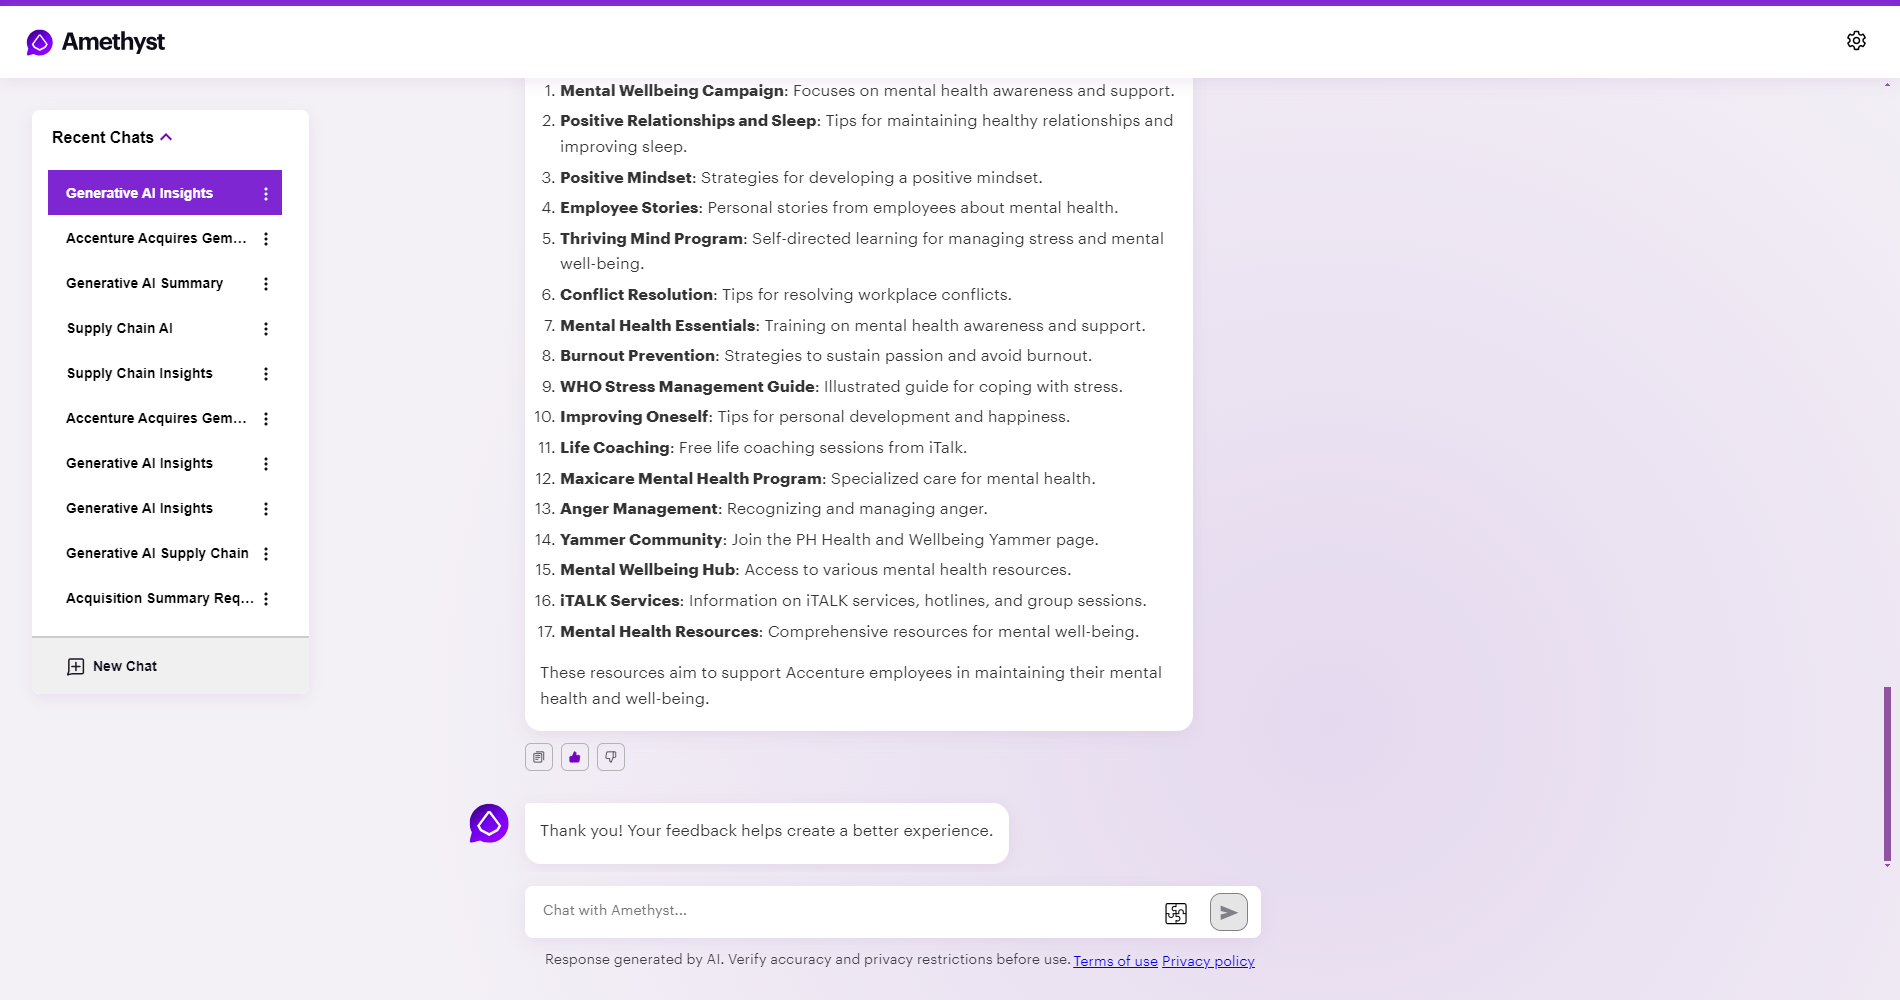 Amethyst
Recent Chats
Generative AI Insights
Accenture Acquires Gem...
Generative AI Summary
Supply Chain AI
Supply Chain Insights
Accenture Acquires Gem...
Generative AI Insights
Generative AI Insights
Generative AI Supply Chain
Acquisition Summary Req...
New Chat
1. Mental Wellbeing Campaign: Focuses on mental health awareness and support.
2. Positive Relationships and Sleep: Tips for maintaining healthy relationships and
improving sleep.
3. Positive Mindset: Strategies for developing a positive mindset.
4. Employee Stories: Personal stories from employees about mental health.
5. Thriving Mind Program: Self-directed learning for managing stress and mental
well-being.
6. Conflict Resolution: Tips for resolving workplace conflicts.
7. Mental Health Essentials: Training on mental health awareness and support.
8. Burnout Prevention: Strategies to sustain passion and avoid burnout.
9. WHO Stress Management Guide: Illustrated guide for coping with stress.
10. Improving Oneself: Tips for personal development and happiness.
11. Life Coaching: Free life coaching sessions from iTalk.
12. Maxicare Mental Health Program: Specialized care for mental health.
13. Anger Management: Recognizing and managing anger.
14. Yammer Community: Join the PH Health and Wellbeing Yammer page.
15. Mental Wellbeing Hub: Access to various mental health resources.
16. iTALK Services: Information on iTALK services, hotlines, and group sessions.
17. Mental Health Resources: Comprehensive resources for mental well-being.
These resources aim to support Accenture employees in maintaining their mental
health and well-being.
Thank you! Your feedback helps create a better experience.
Chat with Amethyst...
Response generated by AI. Verify accuracy and privacy restrictions before use. Terms of use Privacy policy